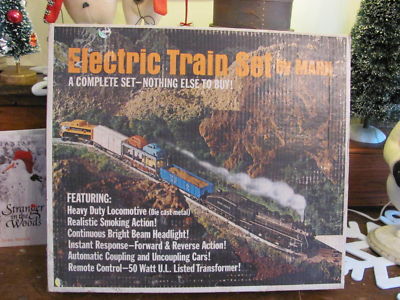 Electric Train Set by MARX
A COMPLETE SET—NOTHING ELSE TO BUY!
FEATURING:
Heavy Duty Locomotive (die cast metal)
Realistic Smoking Action!
Continuous Bright Beam Headlight!
Instant Response—Forward & Reverse Action!
Automatic Coupling and Uncoupling Cars!
Remote Control—50 Watt U.L. Listed Transformer!
Stranger
in the
Woods